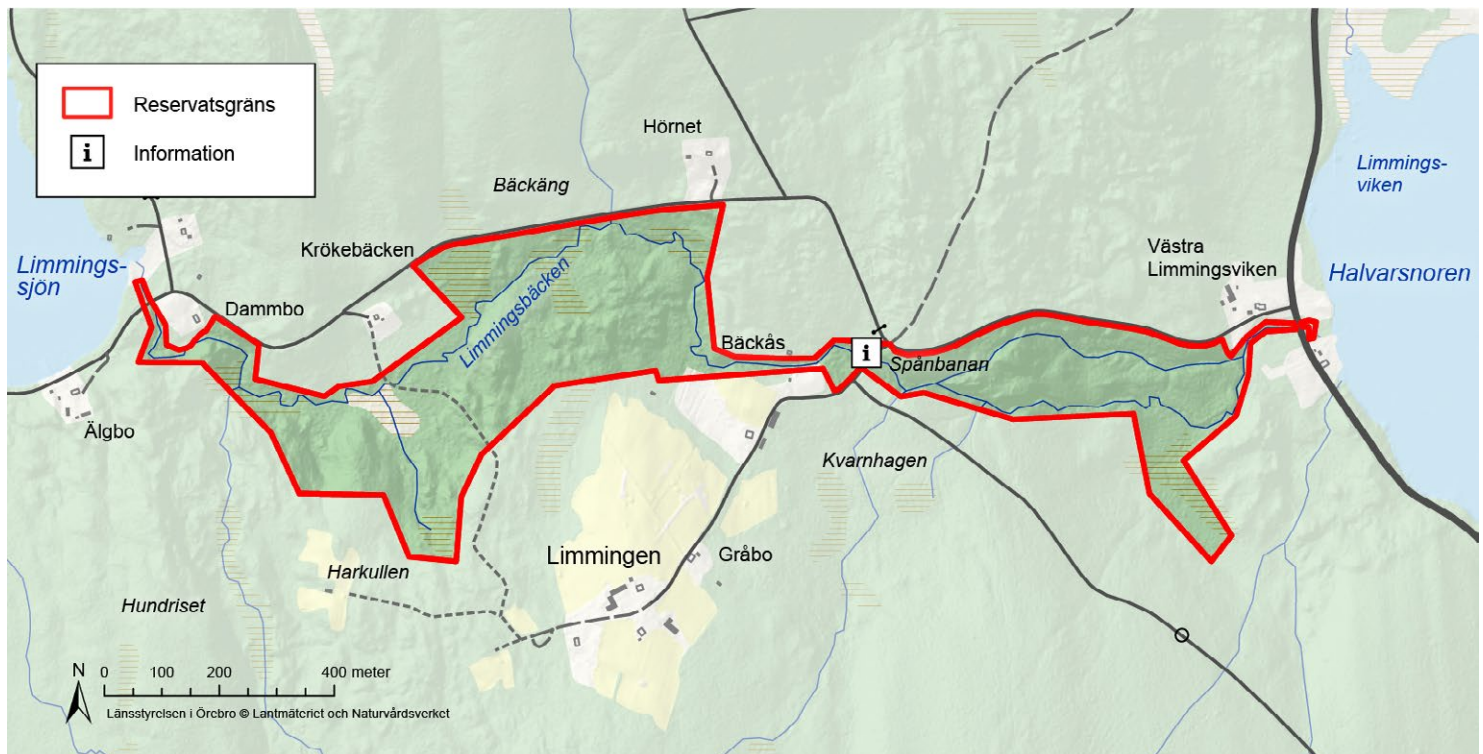 Reservatsgräns
i Information
Hörnet
Bäckäng
Limmings-
viken
Krökebäcken
Västra
Limmingsviken
Limmings-
sjön
Halvarsnoren
Dammbo
Limmingsbäcken
Bäckås
i
Spånbanan
Älgbo
Kvarnhagen
Limmingen
Gråbo
Harkullen
Hundriset
N 0 100 200 400 meter
Länsstyrelsen i Örebro © Lantmäteriet och Naturvårdsverket